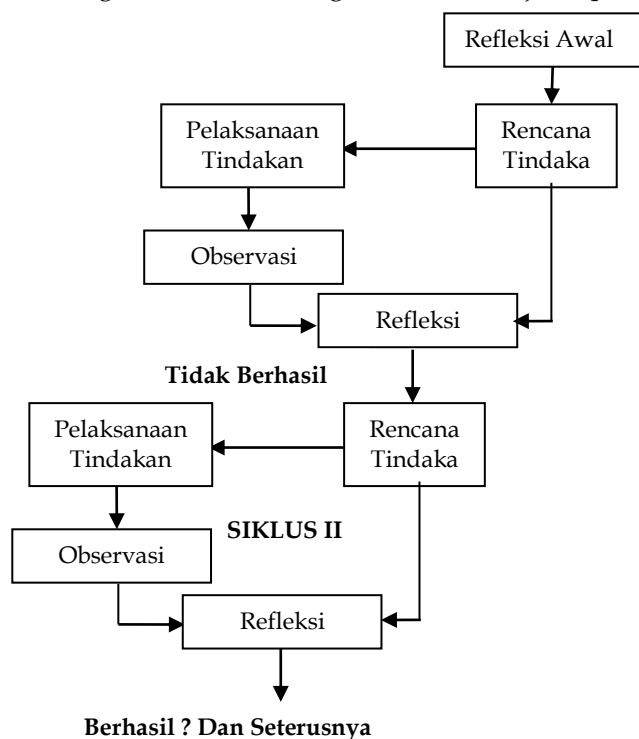 Refleksi Awal
Pelaksanaan
Tindakan
Rencana
Tindaka
Observasi
Refleksi
Tidak Berhasil
Pelaksanaan
Tindakan
Rencana
Tindaka
SIKLUS II
Observasi
Refleksi
Berhasil ? Dan Seterusnya